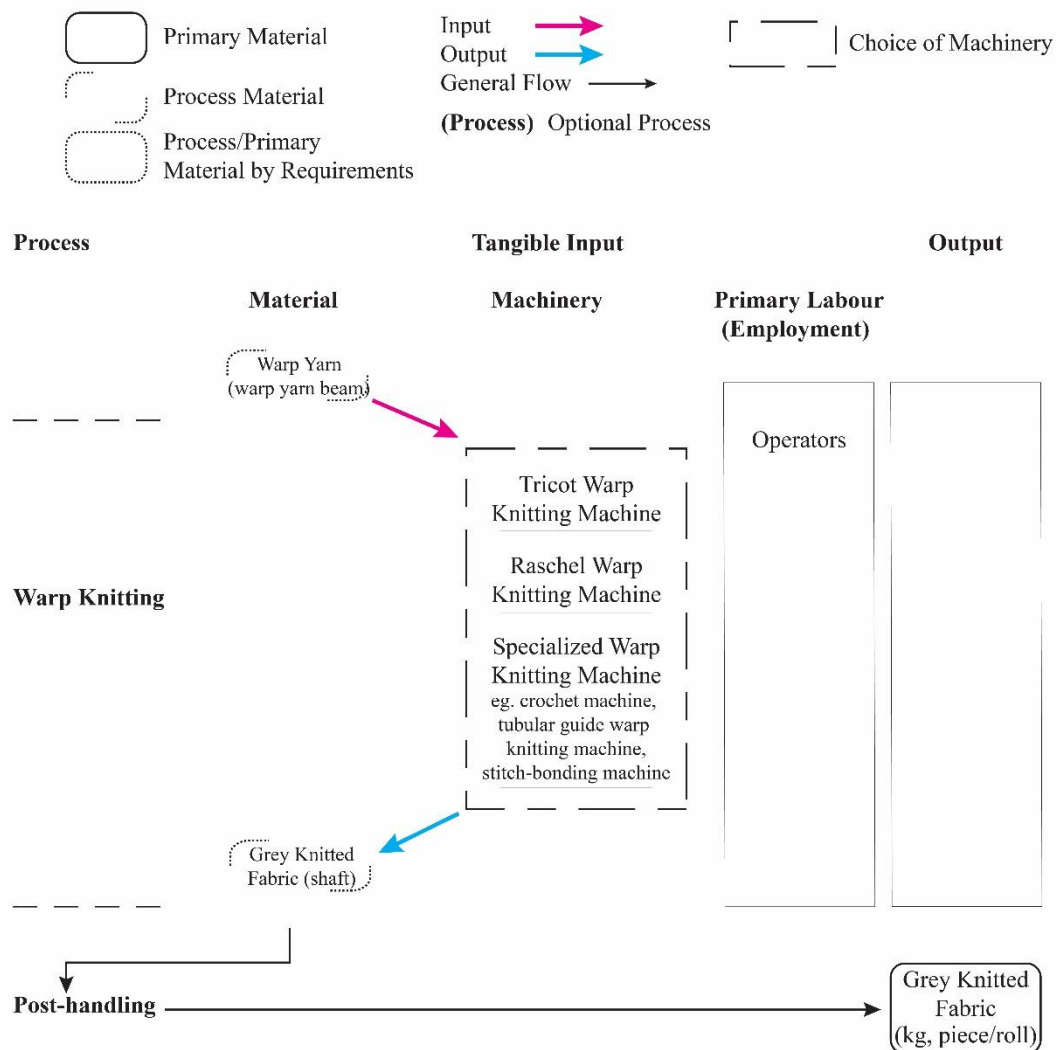 Primary Material
Process Material
Process/Primary
Material by Requirements
Input
Output
General Flow
(Process) Optional Process
Choice of Machinery
Process
Tangible Input
Output
Material
Machinery
Primary Labour
(Employment)
Warp Yarn
(warp yarn beam)
Operators
Tricot Warp
Knitting Machine
Raschel Warp
Knitting Machine
Warp Knitting
Specialized Warp
Knitting Machine
eg. crochet machine,
tubular guide warp
knitting machine,
stitch-bonding machine
Grey Knitted
Fabric (shaft)
Post-handling
Grey Knitted
Fabric
(kg, piece/roll)